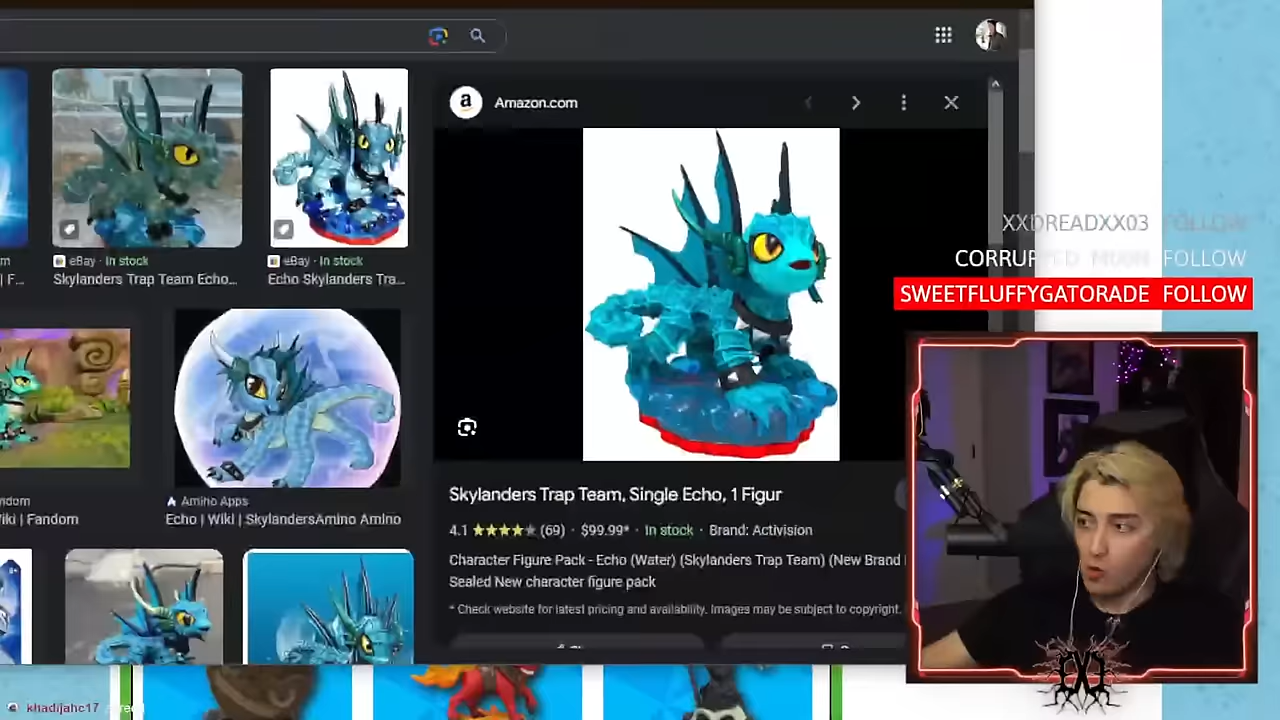 a Amazon.com
XXDREADXX03 FOLLOW
CORRUPTED MOON FOLLOW
SWEETFLUFFYGATORADE FOLLOW
eBay · In stock
Skylanders Trap Team Echo...
eBay · In stock
Echo Skylanders Tra...
F...
Skylanders Trap Team, Single Echo, 1 Figur
4.1 ★★★★★ (69) · $99.99* · In stock · Brand: Activision
Character Figure Pack - Echo (Water) (Skylanders Trap Team) (New Brand
Sealed New character figure pack
* Check website for latest pricing and availability. Images may be subject to copyright.
ndom
Wiki | Fandom
Amino Apps
Echo | Wiki | SkylandersAmino Amino
khadijahc17